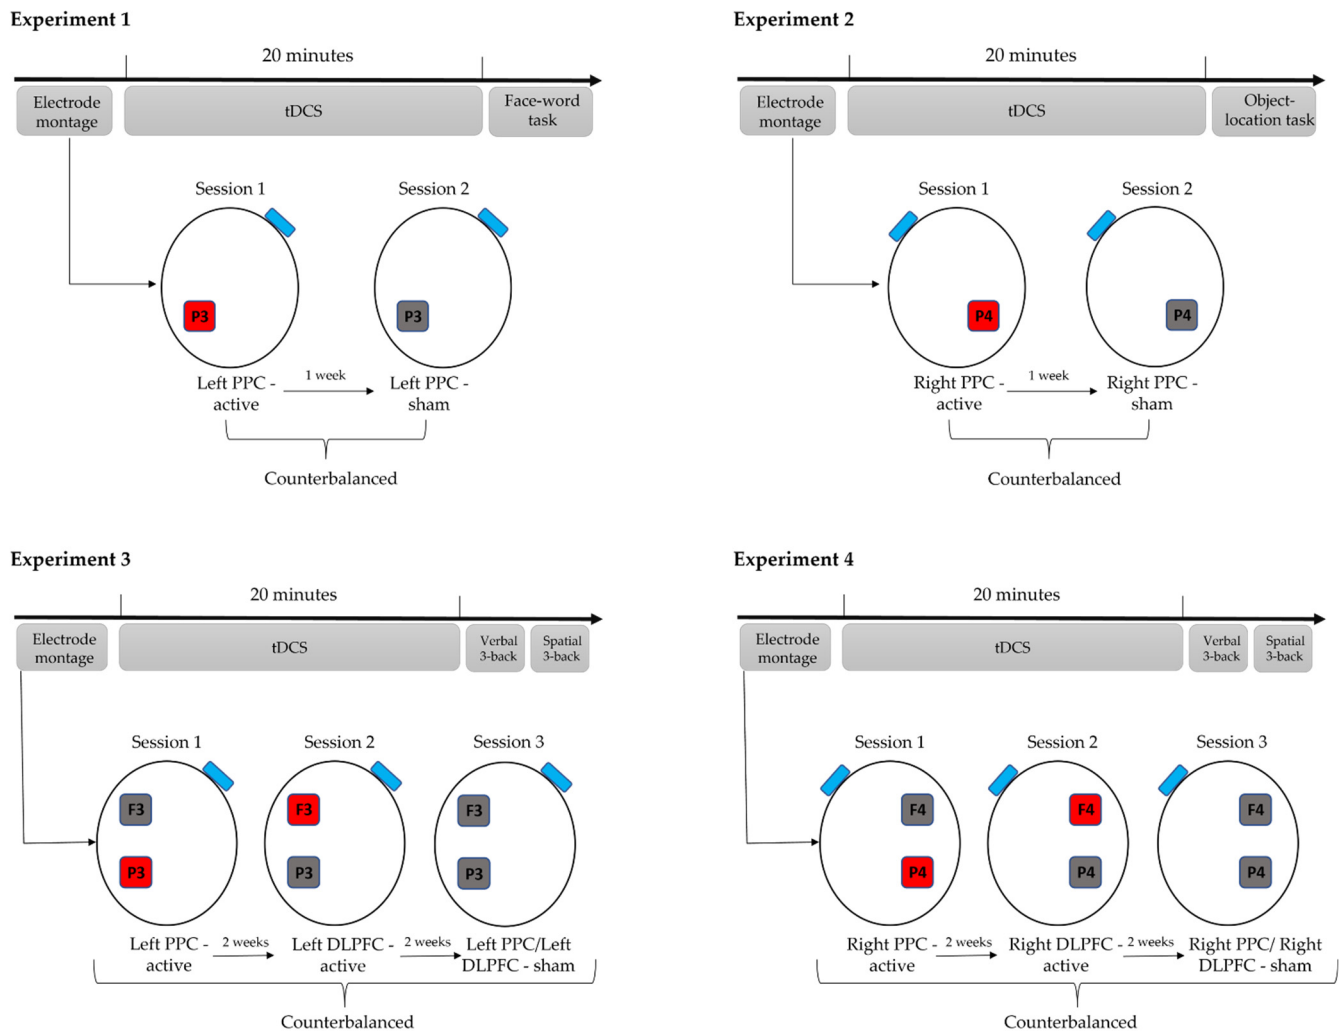 Experiment 1
20 minutes
Electrode
montage
tDCS
Face-word
task
Session 1
Session 2
P3
P3
Left PPC -
active
1 week
Left PPC -
sham
Counterbalanced
Experiment 2
20 minutes
Electrode
montage
tDCS
Object-
location task
Session 1
Session 2
P4
P4
Right PPC -
active
1 week
Right PPC -
sham
Counterbalanced
Experiment 3
20 minutes
Electrode
montage
tDCS
Verbal
3-back
Spatial
3-back
Session 1
Session 2
Session 3
F3
F3
F3
P3
P3
P3
Left PPC -
active
2 weeks
Left DLPFC -
active
2 weeks
Left PPC/Left
DLPFC - sham
Counterbalanced
Experiment 4
20 minutes
Electrode
montage
tDCS
Verbal
3-back
Spatial
3-back
Session 1
Session 2
Session 3
F4
F4
F4
P4
P4
P4
Right PPC -
active
2 weeks
Right DLPFC -
active
2 weeks
Right PPC/ Right
DLPFC - sham
Counterbalanced